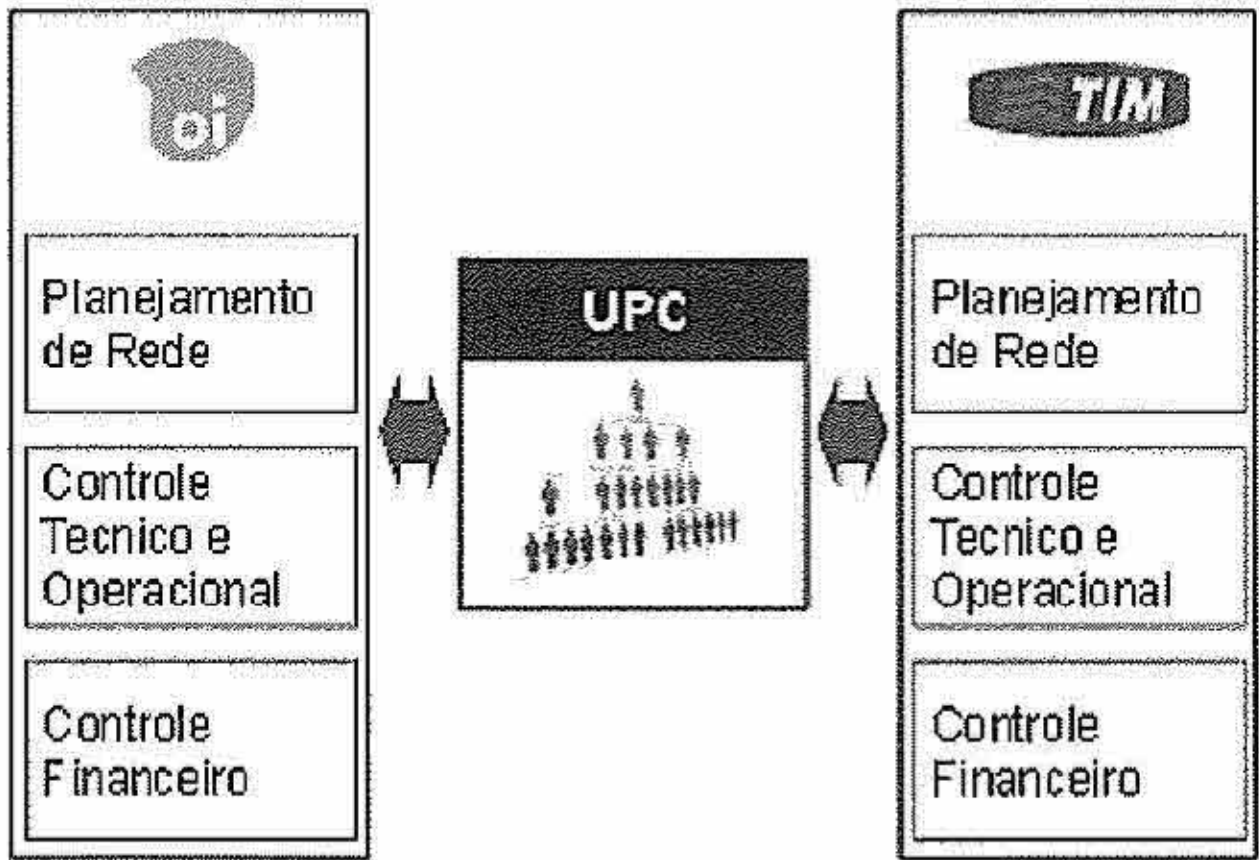 oi
Planejamento
de Rede
Controle
Tecnico e
Operacional
Controle
Financeiro
UPC
TIM
Planejamento
de Rede
Controle
Tecnico e
Operacional
Controle
Financeiro